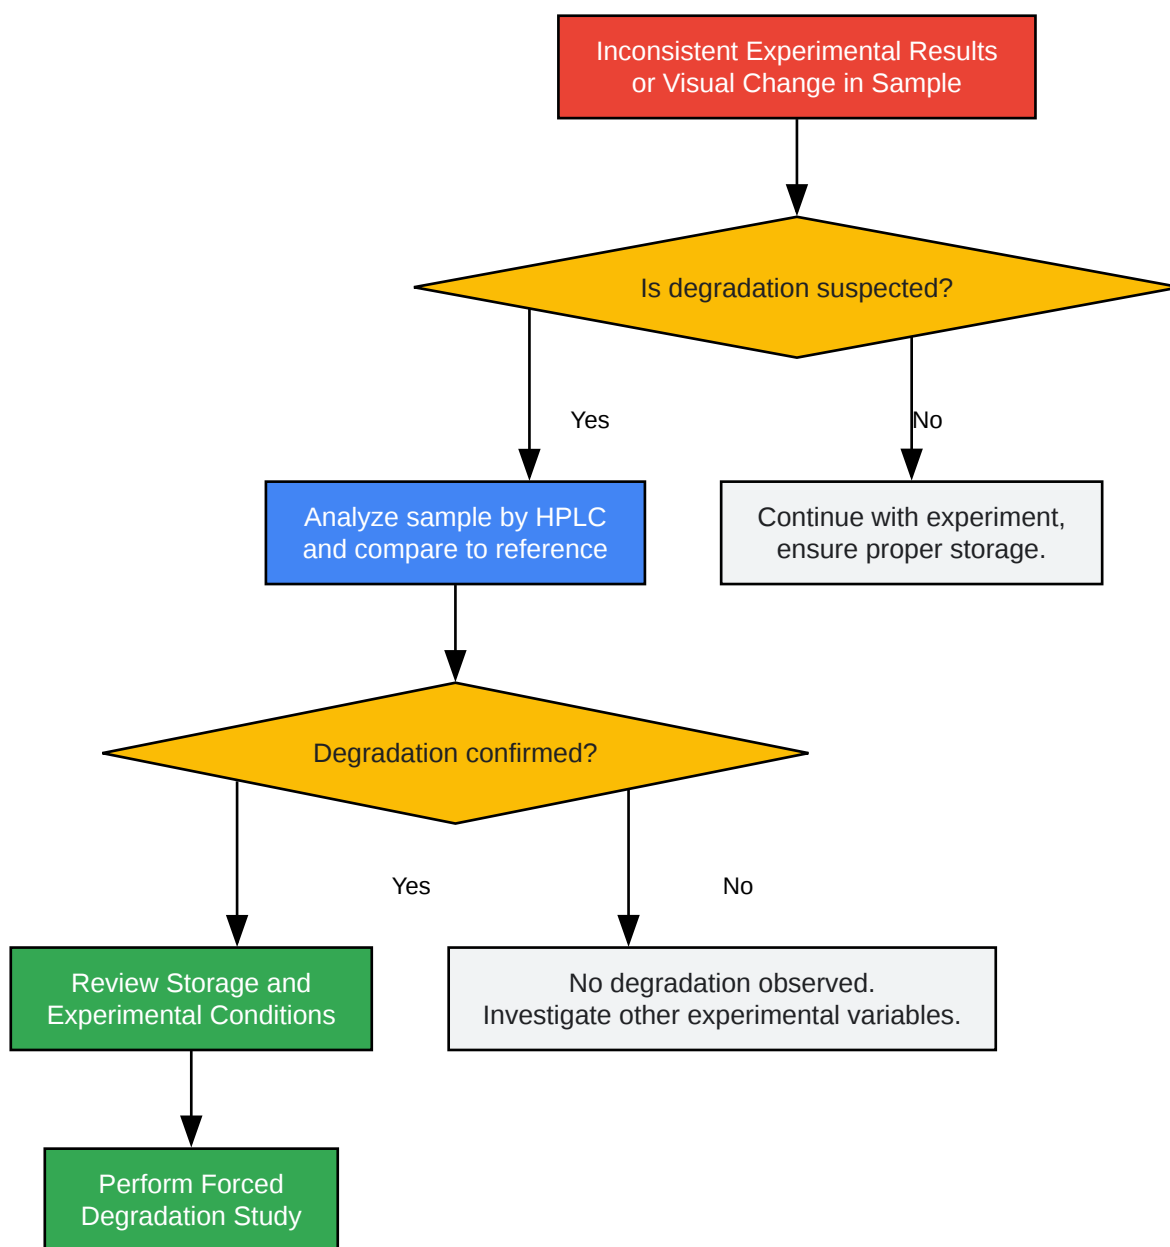 Inconsistent Experimental Results
or Visual Change in Sample
Is degradation suspected?
Yes
No
Analyze sample by HPLC
and compare to reference
Continue with experiment,
ensure proper storage.
Degradation confirmed?
Yes
No
Review Storage and
Experimental Conditions
No degradation observed.
Investigate other experimental variables.
Perform Forced
Degradation Study